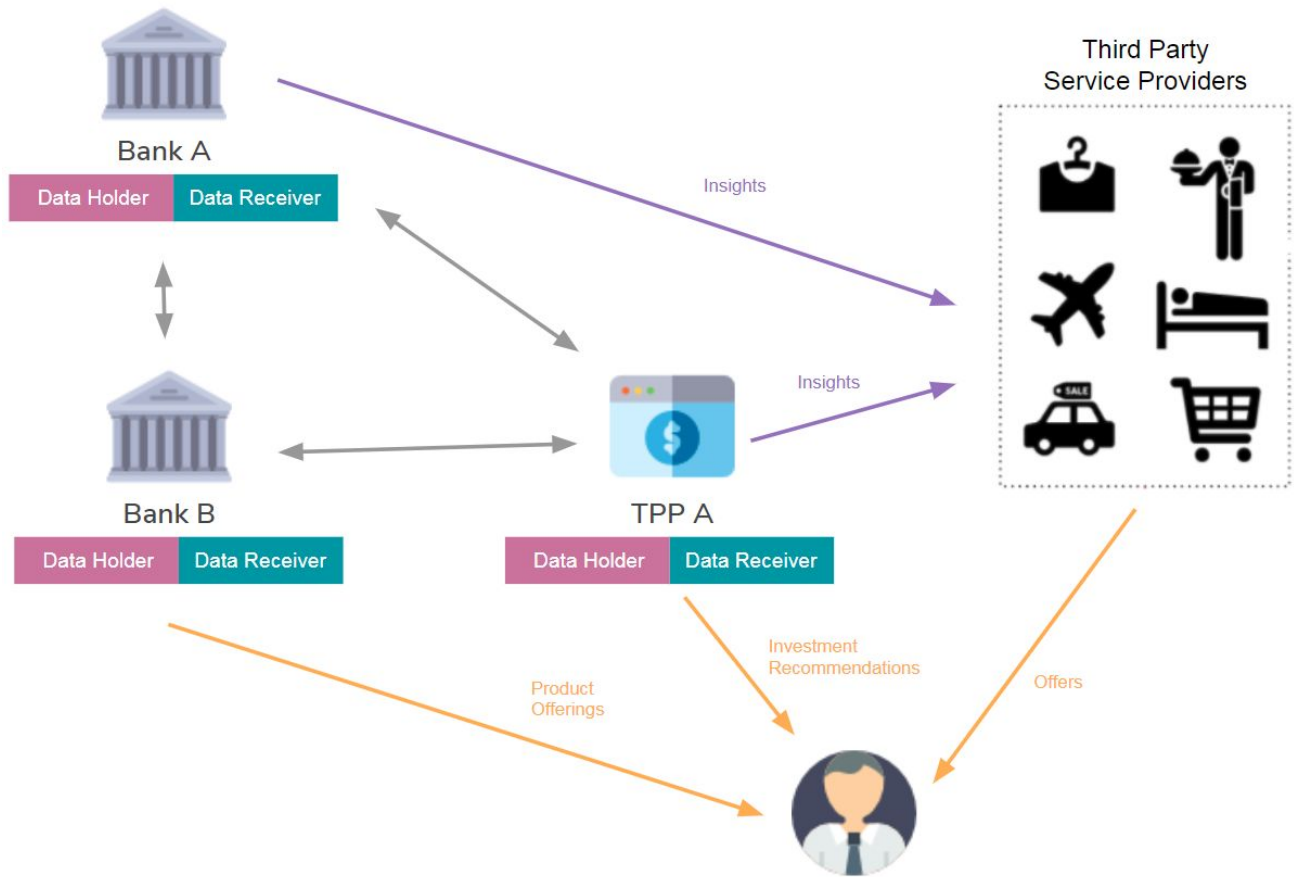 Third Party
Service Providers
Bank A
Data Holder
Data Receiver
Insights
Insights
SALE
Bank B
Data Holder
Data Receiver
TPP A
Data Holder
Data Receiver
Investment
Recommendations
Product
Offerings
Offers